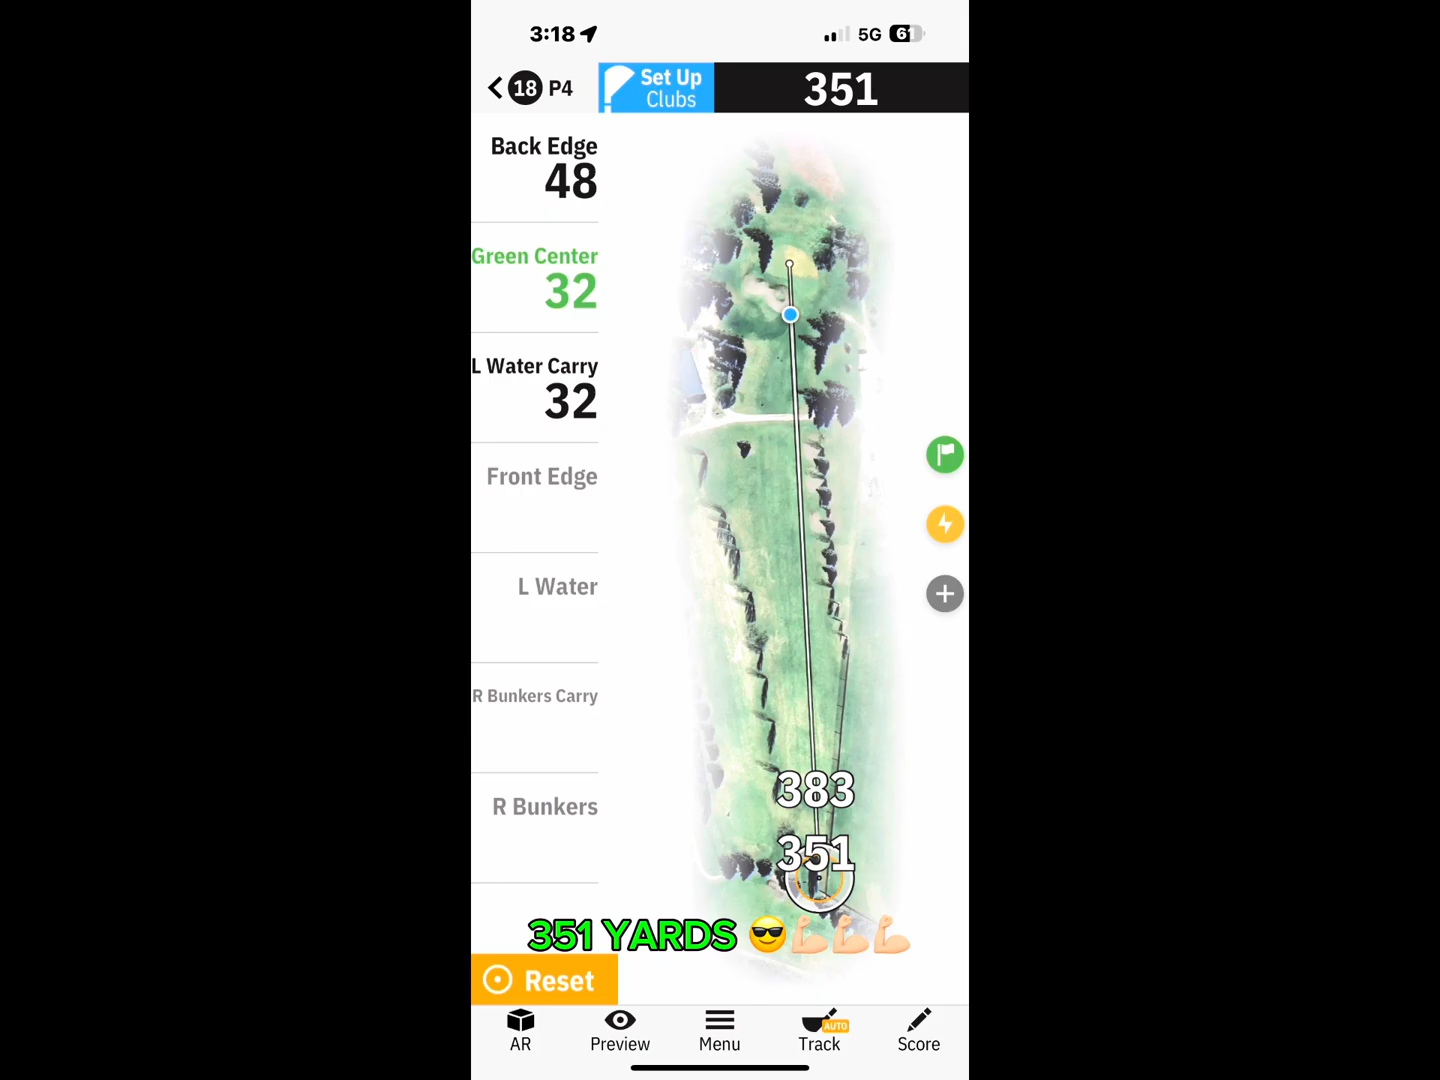 3:18
5G 61
18 P4
Set Up
Clubs
351
Back Edge
48
Green Center
32
L Water Carry
32
Front Edge
L Water
R Bunkers Carry
R Bunkers
383
351
351 YARDS 😎💪🏻💪🏻💪🏻
Reset
AUTO
AR Preview Menu Track Score